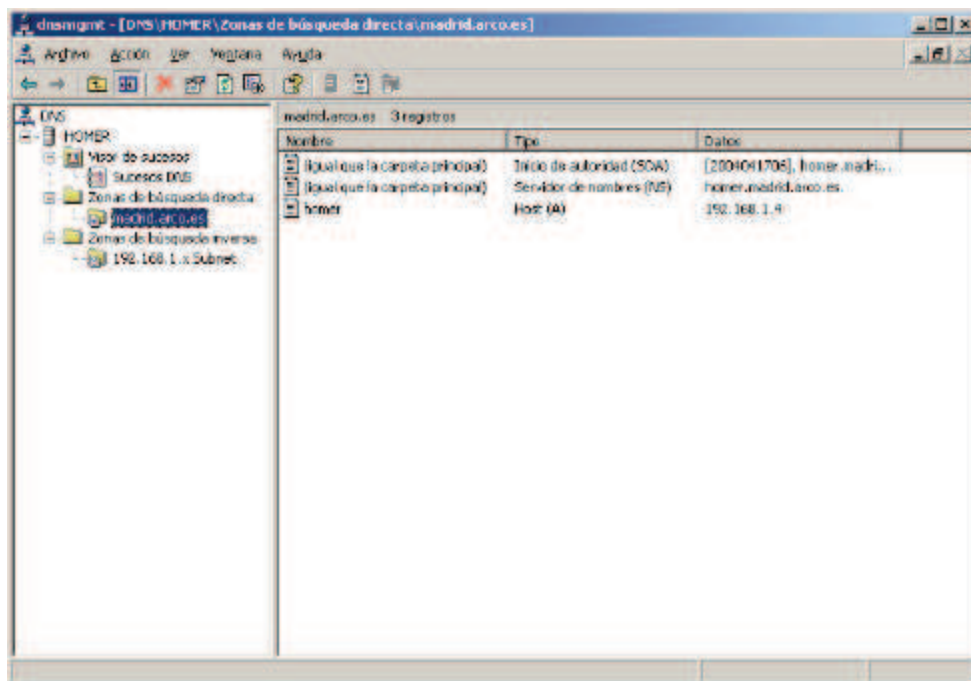 dnsmgmt - [DNS\HOMER\Zonas de búsqueda directa\madrid.arco.es]
Archivo Acción Ver Ventana Ayuda
DNS
HOMER
Visor de sucesos
Sucesos DNS
Zonas de búsqueda directa
madrid.arco.es
Zonas de búsqueda inversa
192.168.1.x Subnet
madrid.arco.es 3 registros
Nombre Tipo Datos
(igual que la carpeta principal) Inicio de autoridad (SOA) [2004041706], homer.madri...
(igual que la carpeta principal) Servidor de nombres (NS) homer.madrid.arco.es.
homer Host (A) 192.168.1.4